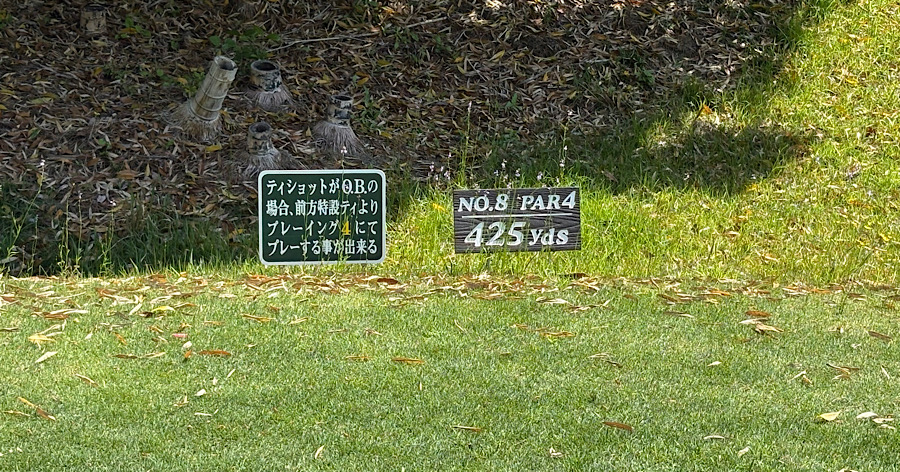 ティショットがO.B.の
場合、前方特設ティより
プレーイング4にて
プレーする事が出来る
NO.8 PAR4
425yds